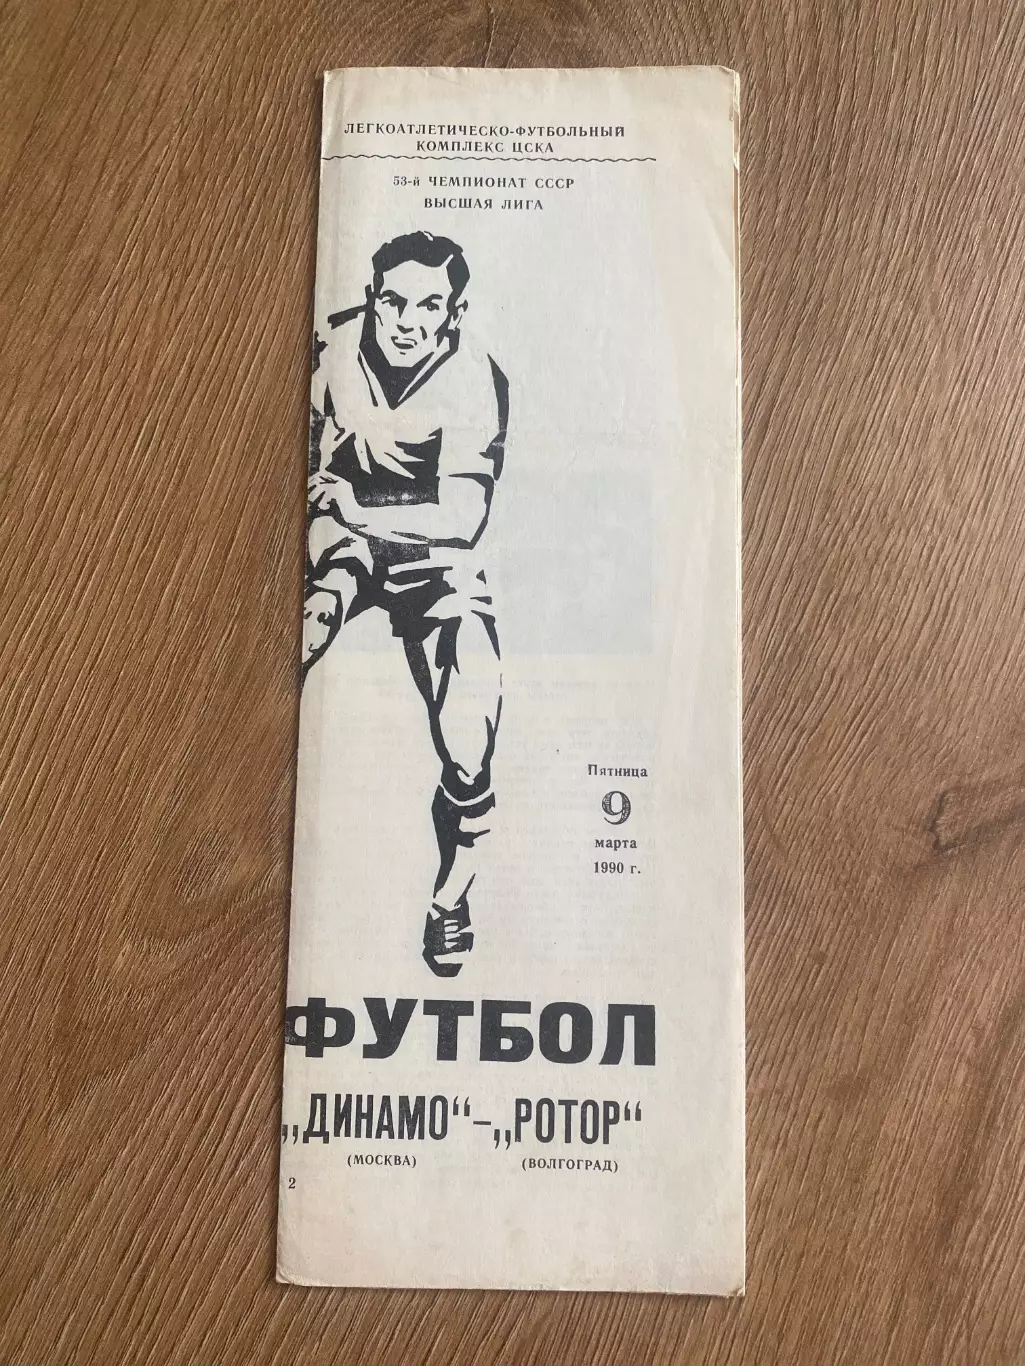 ЛЕГКОАТЛЕТИЧЕСКО-ФУТБОЛЬНЫЙ
КОМПЛЕКС ЦСКА
53-й ЧЕМПИОНАТ СССР
ВЫСШАЯ ЛИГА
Пятница
9
марта
1990 г.
ФУТБОЛ
„ДИНАМО“–„РОТОР“
(МОСКВА) (ВОЛГОГРАД)
2